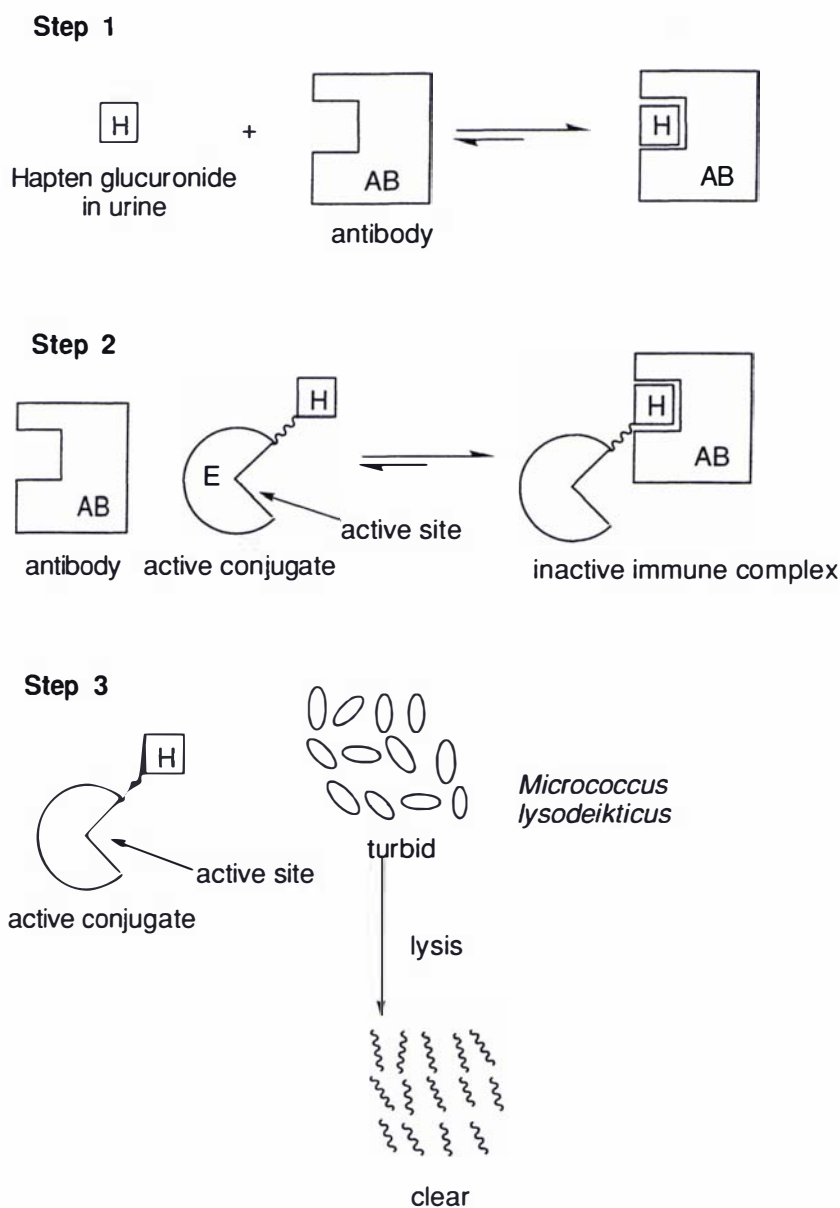 Step 1
H
+
AB
H
AB
Hapten glucuronide
in urine
antibody
Step 2
H
H
E
AB
AB
active site
antibody
active conjugate
inactive immune complex
Step 3
H
Micrococcus
lysodeikticus
turbid
active site
active conjugate
lysis
clear